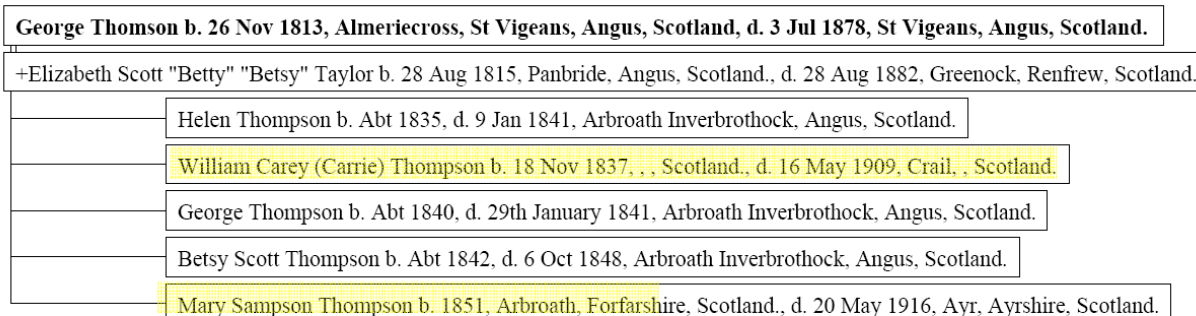 George Thomson b. 26 Nov 1813, Almeriecross, St Vigeans, Angus, Scotland, d. 3 Jul 1878, St Vigeans, Angus, Scotland.
+Elizabeth Scott "Betty" "Betsy" Taylor b. 28 Aug 1815, Panbride, Angus, Scotland., d. 28 Aug 1882, Greenock, Renfrew, Scotland.
Helen Thompson b. Abt 1835, d. 9 Jan 1841, Arbroath Inverbrothock, Angus, Scotland.
William Carey (Carrie) Thompson b. 18 Nov 1837, , , Scotland., d. 16 May 1909, Crail, , Scotland.
George Thompson b. Abt 1840, d. 29th January 1841, Arbroath Inverbrothock, Angus, Scotland.
Betsy Scott Thompson b. Abt 1842, d. 6 Oct 1848, Arbroath Inverbrothock, Angus, Scotland.
Mary Sampson Thompson b. 1851, Arbroath, Forfarshire, Scotland., d. 20 May 1916, Ayr, Ayrshire, Scotland.